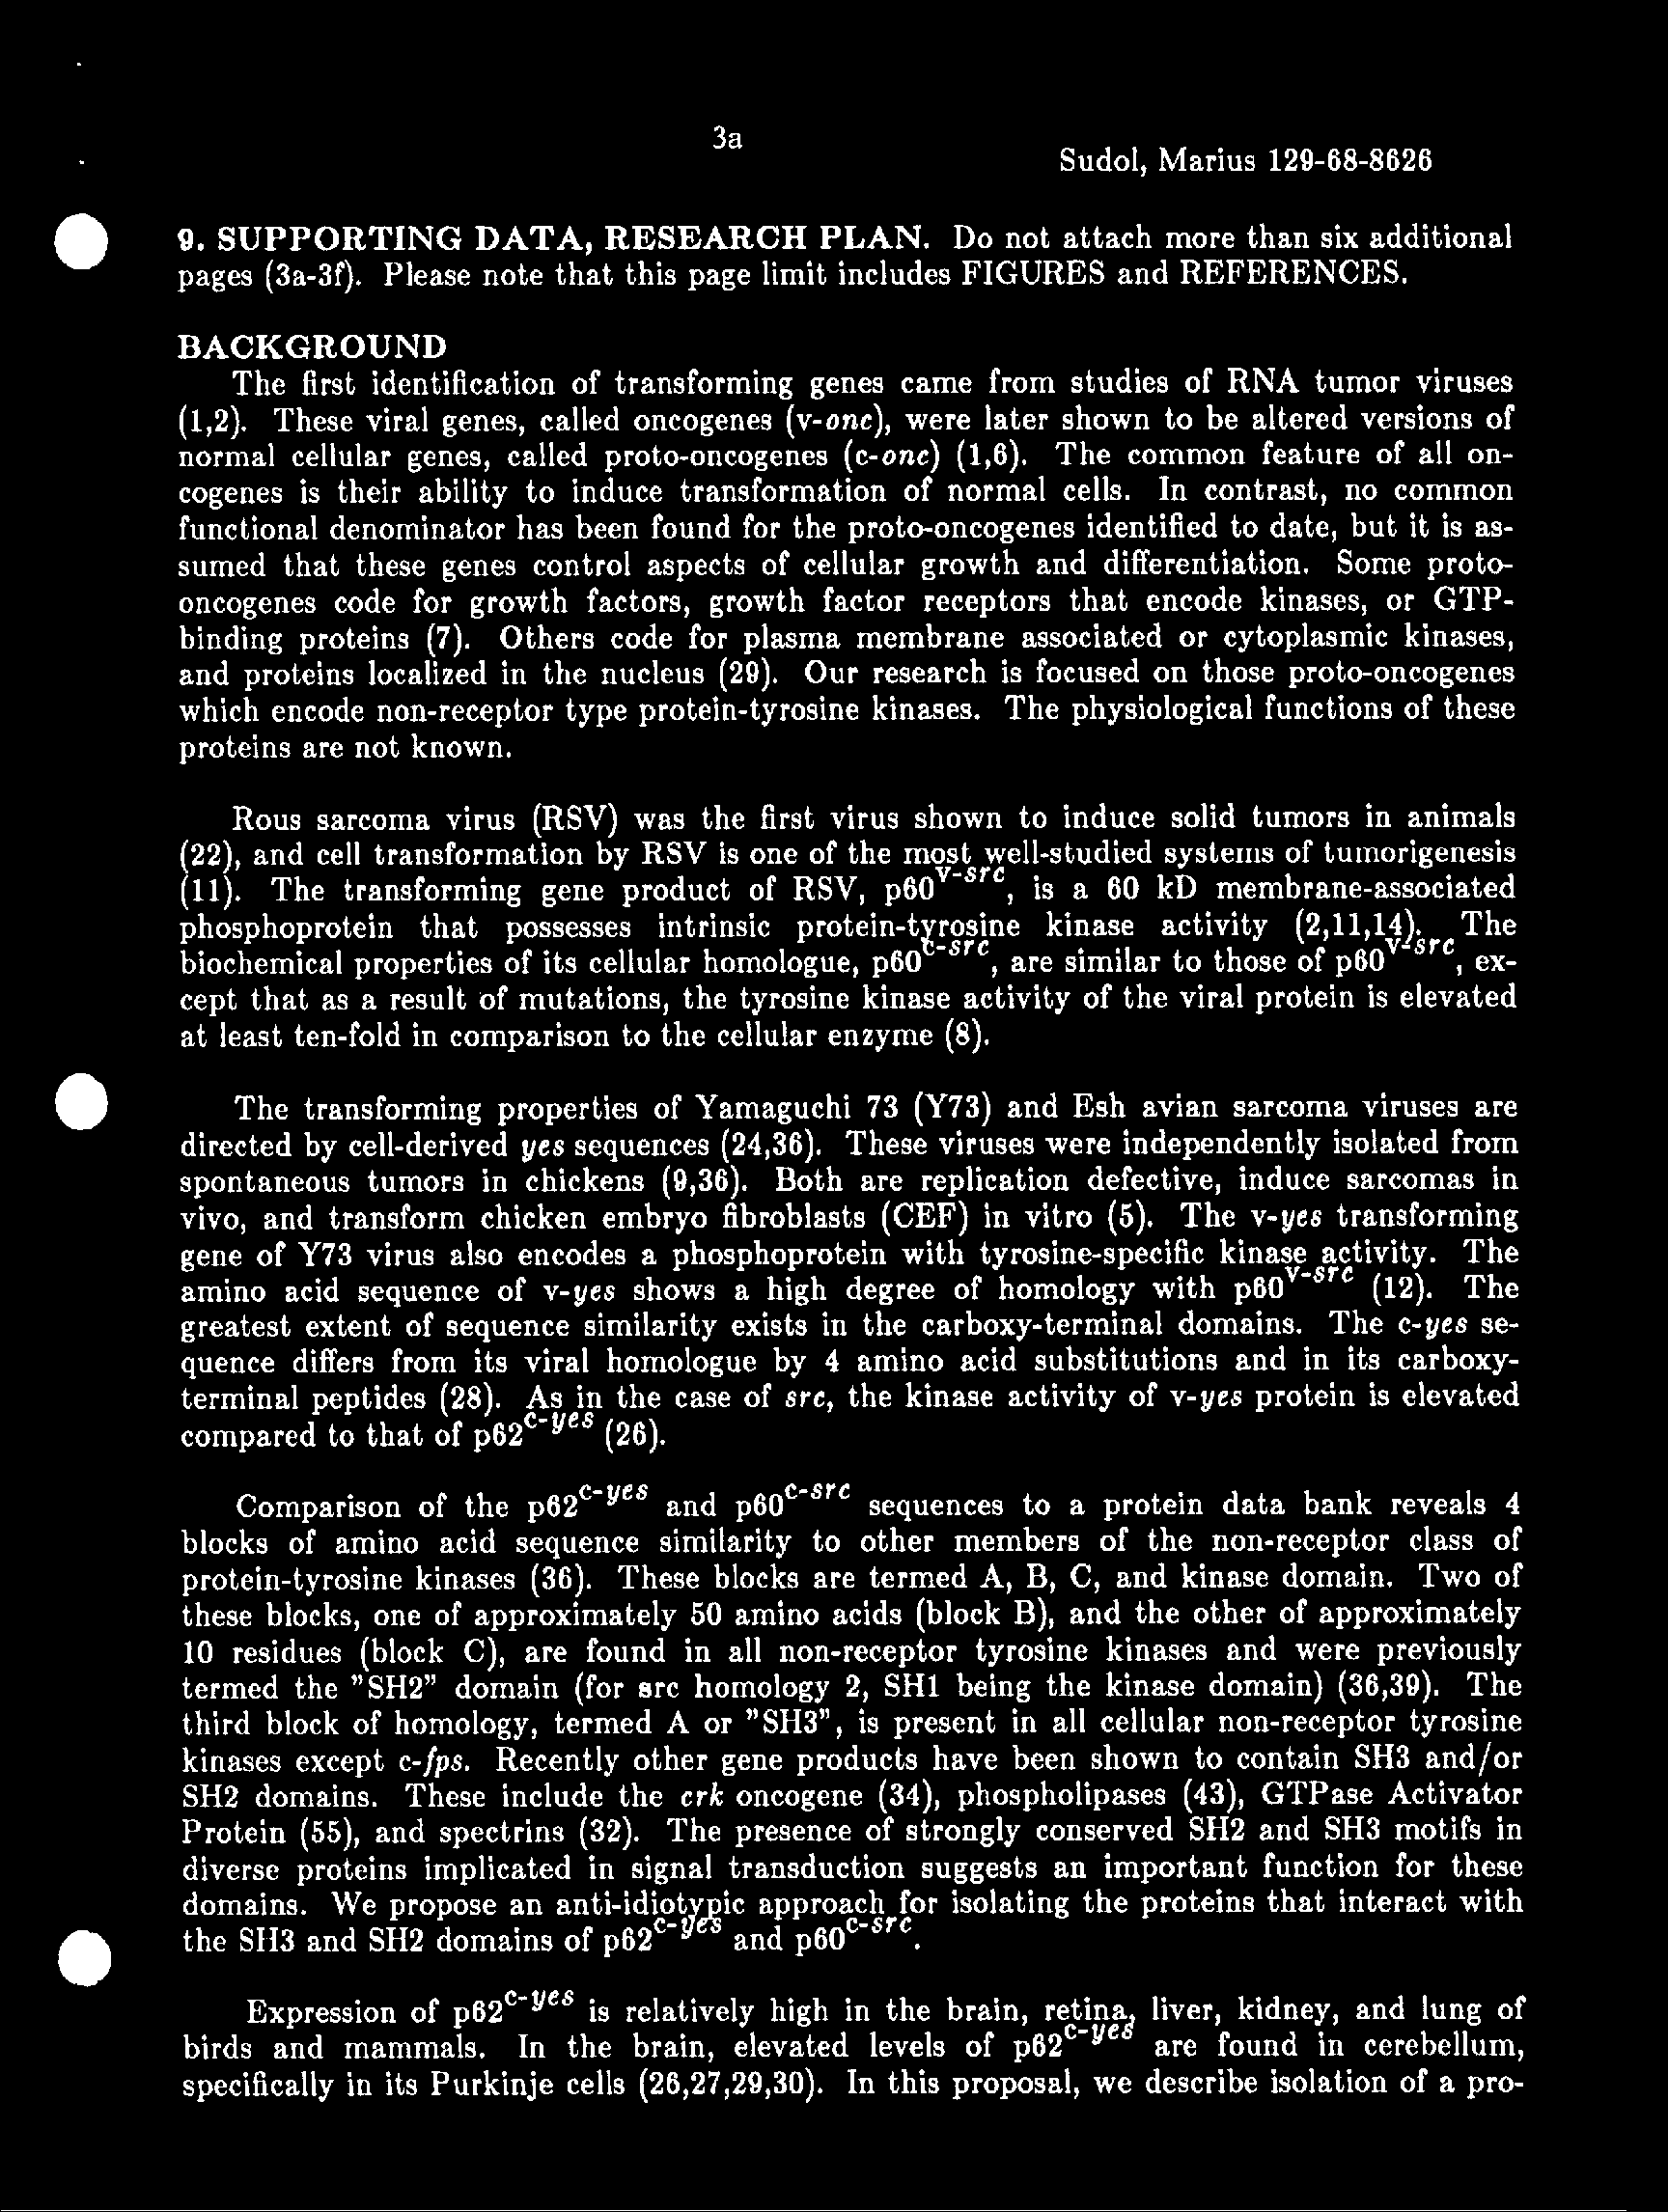 3a
Sudol, Marius 129-68-8626
9. SUPPORTING DATA, RESEARCH PLAN. Do not attach more than six additional
pages (3a-3f). Please note that this page limit includes FIGURES and REFERENCES.
BACKGROUND
The first identification of transforming genes came from studies of RNA tumor viruses
(1,2). These viral genes, called oncogenes (v-onc), were later shown to be altered versions of
normal cellular genes, called proto-oncogenes (c-onc) (1,6). The common feature of all on-
cogenes is their ability to induce transformation of normal cells. In contrast, no common
functional denominator has been found for the proto-oncogenes identified to date, but it is as-
sumed that these genes control aspects of cellular growth and differentiation. Some proto-
oncogenes code for growth factors, growth factor receptors that encode kinases, or GTP-
binding proteins (7). Others code for plasma membrane associated or cytoplasmic kinases,
and proteins localized in the nucleus (29). Our research is focused on those proto-oncogenes
which encode non-receptor type protein-tyrosine kinases. The physiological functions of these
proteins are not known.
Rous sarcoma virus (RSV) was the first virus shown to induce solid tumors in animals
(22), and cell transformation by RSV is one of the most well-studied systems of tumorigenesis
(11). The transforming gene product of RSV, p60v-src, is a 60 kD membrane-associated
phosphoprotein that possesses intrinsic protein-tyrosine kinase activity (2,11,14). The
biochemical properties of its cellular homologue, p60c-src, are similar to those of p60v-src, ex-
cept that as a result of mutations, the tyrosine kinase activity of the viral protein is elevated
at least ten-fold in comparison to the cellular enzyme (8).
The transforming properties of Yamaguchi 73 (Y73) and Esh avian sarcoma viruses are
directed by cell-derived yes sequences (24,36). These viruses were independently isolated from
spontaneous tumors in chickens (9,36). Both are replication defective, induce sarcomas in
vivo, and transform chicken embryo fibroblasts (CEF) in vitro (5). The v-yes transforming
gene of Y73 virus also encodes a phosphoprotein with tyrosine-specific kinase activity. The
amino acid sequence of v-yes shows a high degree of homology with p60v-src (12). The
greatest extent of sequence similarity exists in the carboxy-terminal domains. The c-yes se-
quence differs from its viral homologue by 4 amino acid substitutions and in its carboxy-
terminal peptides (28). As in the case of src, the kinase activity of v-yes protein is elevated
compared to that of p62c-yes (26).
Comparison of the p62c-yes and p60c-src sequences to a protein data bank reveals 4
blocks of amino acid sequence similarity to other members of the non-receptor class of
protein-tyrosine kinases (36). These blocks are termed A, B, C, and kinase domain. Two of
these blocks, one of approximately 50 amino acids (block B), and the other of approximately
10 residues (block C), are found in all non-receptor tyrosine kinases and were previously
termed the "SH2" domain (for src homology 2, SH1 being the kinase domain) (36,39). The
third block of homology, termed A or "SH3", is present in all cellular non-receptor tyrosine
kinases except c-fps. Recently other gene products have been shown to contain SH3 and/or
SH2 domains. These include the crk oncogene (34), phospholipases (43), GTPase Activator
Protein (55), and spectrins (32). The presence of strongly conserved SH2 and SH3 motifs in
diverse proteins implicated in signal transduction suggests an important function for these
domains. We propose an anti-idiotypic approach for isolating the proteins that interact with
the SH3 and SH2 domains of p62c-yes and p60c-src.
Expression of p62c-yes is relatively high in the brain, retina, liver, kidney, and lung of
birds and mammals. In the brain, elevated levels of p62c-yes are found in cerebellum,
specifically in its Purkinje cells (26,27,29,30). In this proposal, we describe isolation of a pro-